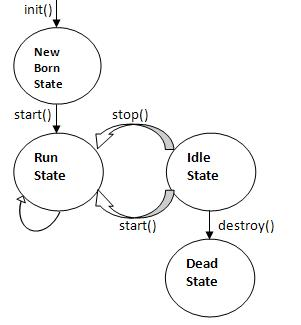 init()
New
Born
State
start()
stop()
Run
State
Idle
State
start()
destroy()
Dead
State